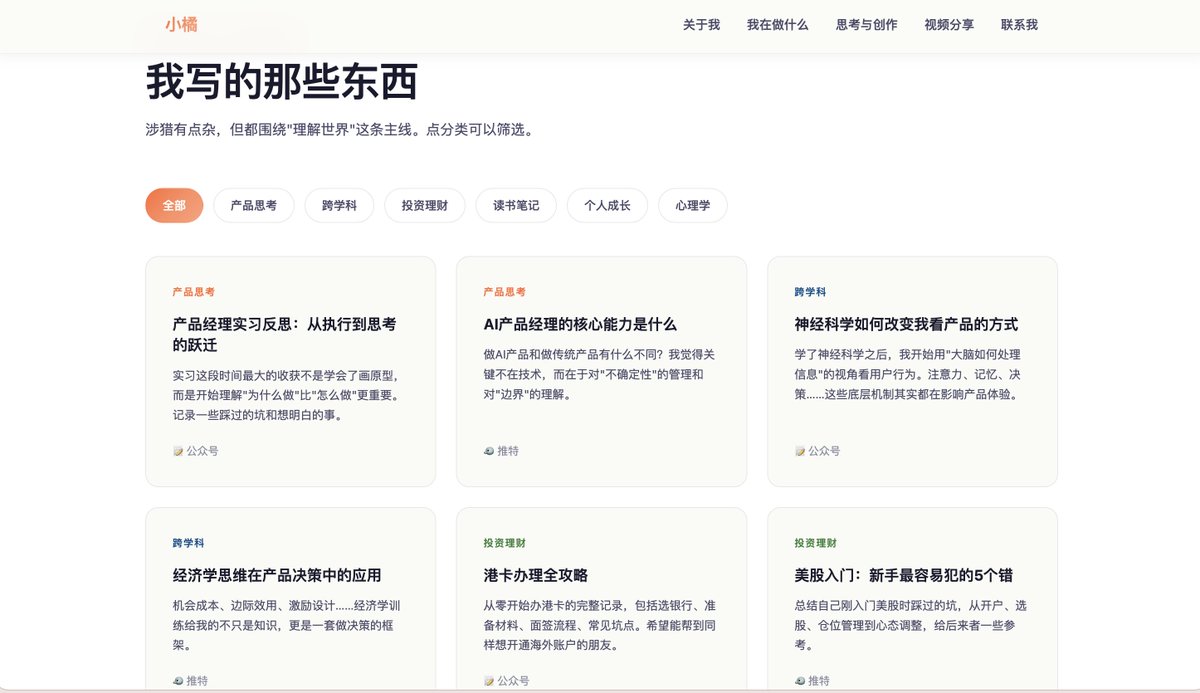 小橘
关于我 我在做什么 思考与创作 视频分享 联系我
我写的那些东西
涉猎有点杂，但都围绕"理解世界"这条主线。点分类可以筛选。
全部 产品思考 跨学科 投资理财 读书笔记 个人成长 心理学
产品思考
产品经理实习反思：从执行到思考
的跃迁
实习这段时间最大的收获不是学会了画原型，
而是开始理解"为什么做"比"怎么做"更重要。
记录一些踩过的坑和想明白的事。
公众号
产品思考
AI产品经理的核心能力是什么
做AI产品和做传统产品有什么不同？我觉得关
键不在技术，而在于对"不确定性"的管理和
对"边界"的理解。
推特
跨学科
神经科学如何改变我看产品的方式
学了神经科学之后，我开始用"大脑如何处理
信息"的视角看用户行为。注意力、记忆、决
策……这些底层机制其实都在影响产品体验。
公众号
跨学科
经济学思维在产品决策中的应用
机会成本、边际效用、激励设计……经济学训
练给我的不只是知识，更是一套做决策的框
架。
推特
投资理财
港卡办理全攻略
从零开始办港卡的完整记录，包括选银行、准
备材料、面签流程、常见坑点。希望能帮到同
样想开通海外账户的朋友。
公众号
投资理财
美股入门：新手最容易犯的5个错
总结自己刚入门美股时踩过的坑，从开户、选
股、仓位管理到心态调整，给后来者一些参
考。
推特